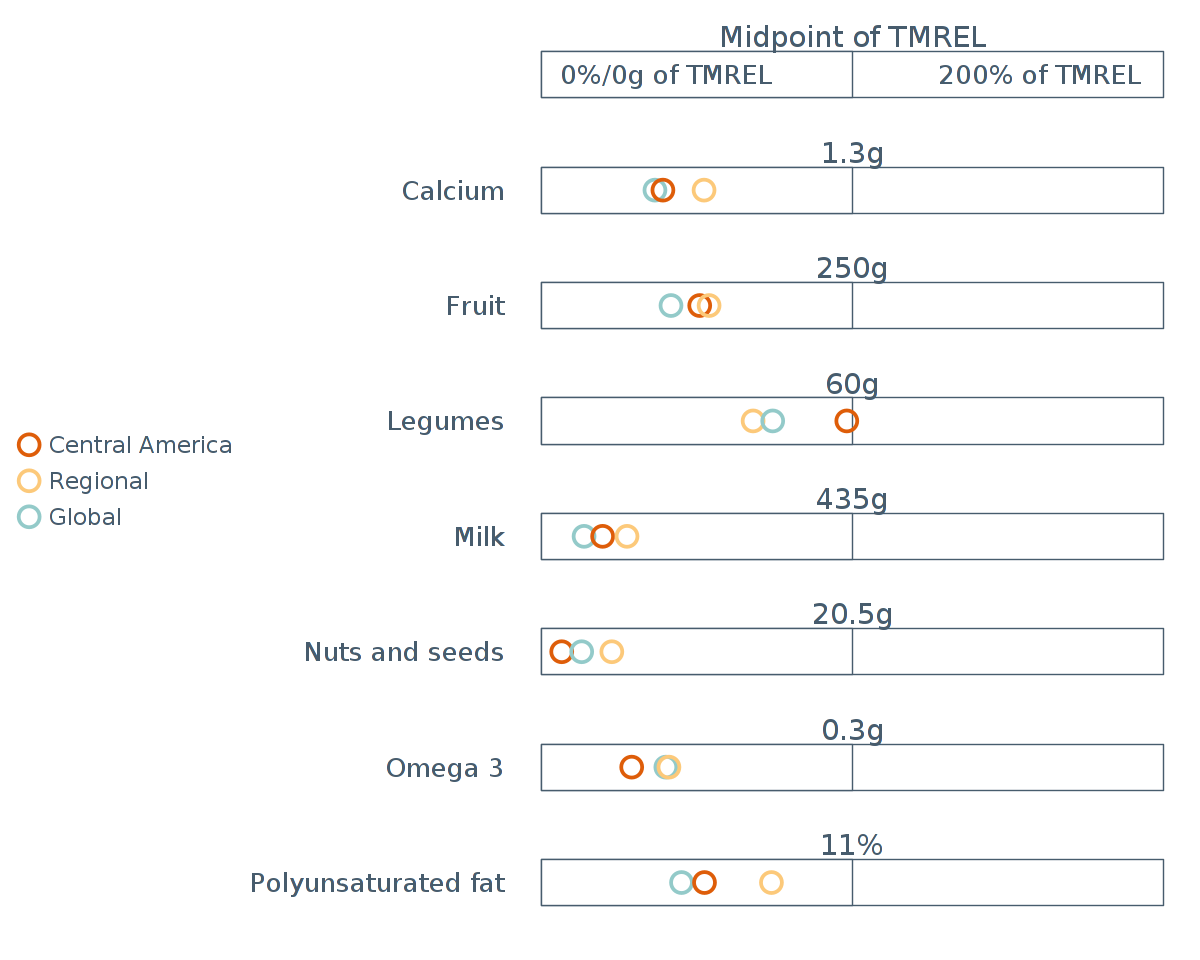 Midpoint of TMREL
0%/0g of TMREL
200% of TMREL
1.3g
Calcium
250g
Fruit
60g
Legumes
Central America
Regional
Global
435g
Milk
20.5g
Nuts and seeds
0.3g
Omega 3
11%
Polyunsaturated fat